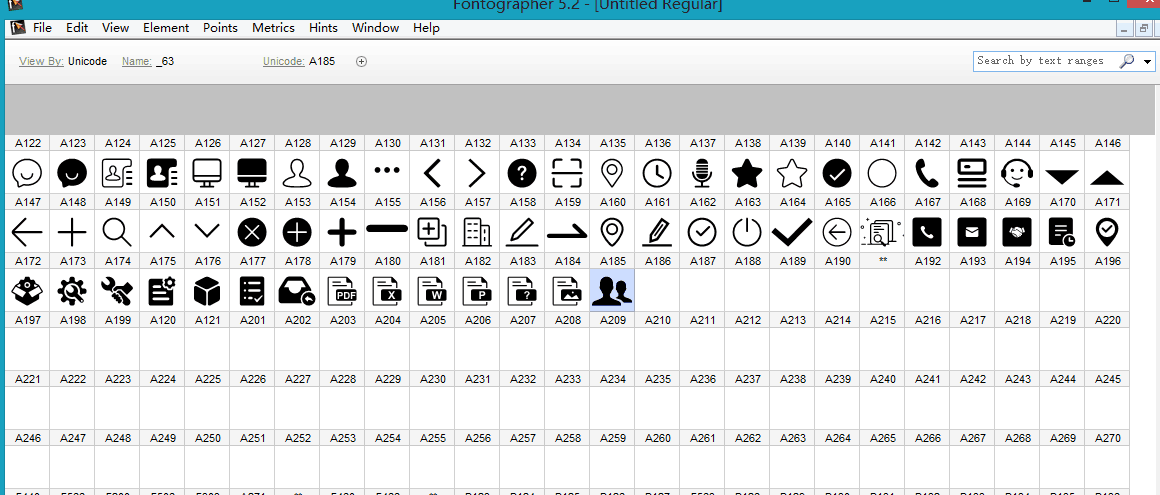 Fontographer 5.2 - [Untitled Regular]
File Edit View Element Points Metrics Hints Window Help
View By: Unicode Name: _63 Unicode: A185 Search by text ranges
A122 A123 A124 A125 A126 A127 A128 A129 A130 A131 A132 A133 A134 A135 A136 A137 A138 A139 A140 A141 A142 A143 A144 A145 A146
A147 A148 A149 A150 A151 A152 A153 A154 A155 A156 A157 A158 A159 A160 A161 A162 A163 A164 A165 A166 A167 A168 A169 A170 A171
A172 A173 A174 A175 A176 A177 A178 A179 A180 A181 A182 A183 A184 A185 A186 A187 A188 A189 A190 ** A192 A193 A194 A195 A196
PDF X W P ?
A197 A198 A199 A120 A121 A201 A202 A203 A204 A205 A206 A207 A208 A209 A210 A211 A212 A213 A214 A215 A216 A217 A218 A219 A220
A221 A222 A223 A224 A225 A226 A227 A228 A229 A230 A231 A232 A233 A234 A235 A236 A237 A238 A239 A240 A241 A242 A243 A244 A245
A246 A247 A248 A249 A250 A251 A252 A253 A254 A255 A256 A257 A258 A259 A260 A261 A262 A263 A264 A265 A266 A267 A268 A269 A270